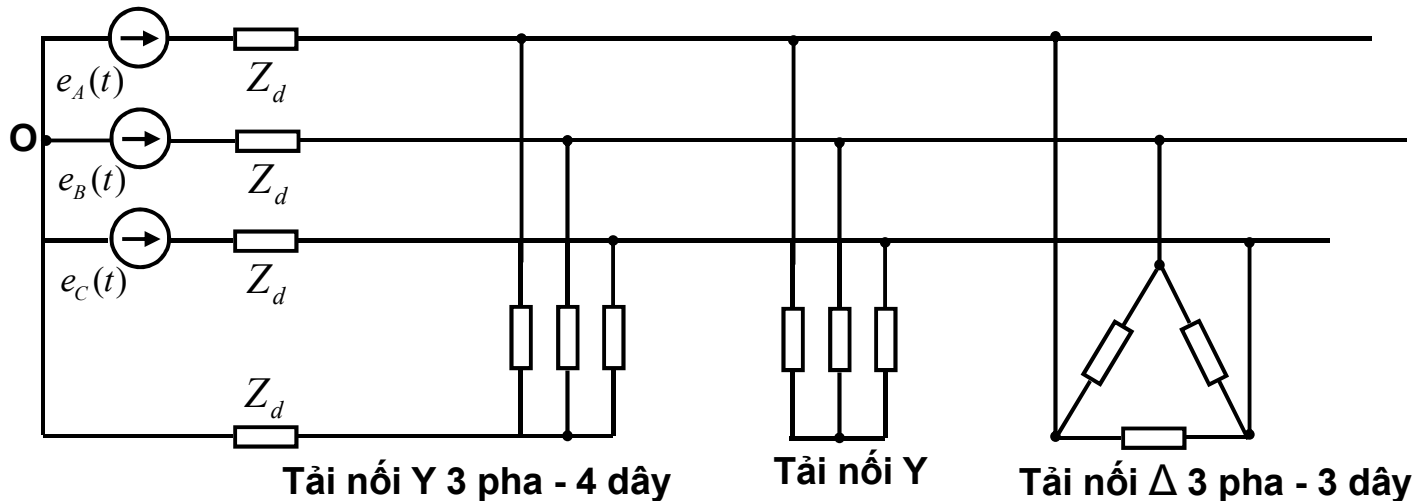 e_A(t)
Z_d
O
e_B(t)
Z_d
e_C(t)
Z_d
Z_d
Tải nối Y 3 pha - 4 dây
Tải nối Y
Tải nối Δ 3 pha - 3 dây